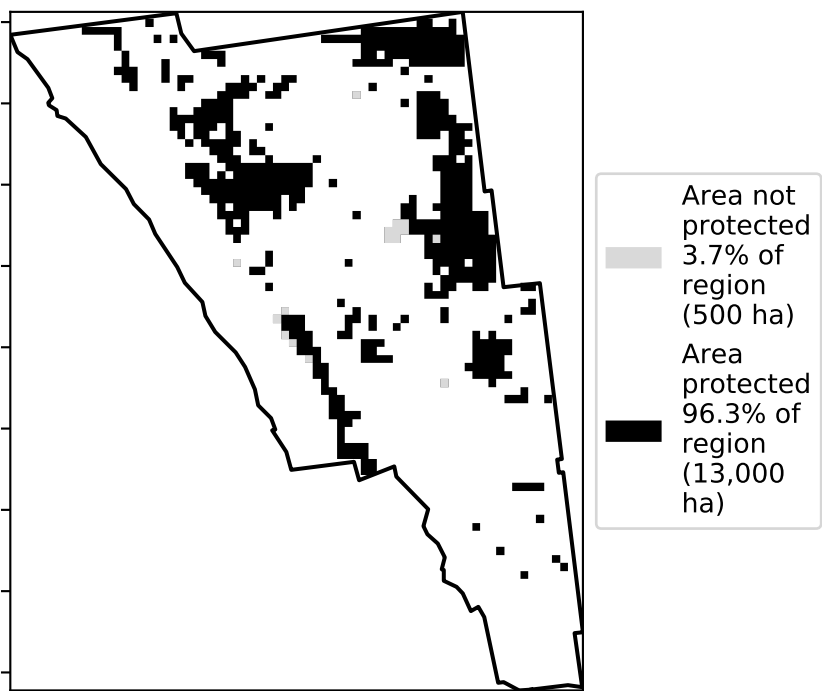 Area not
protected
3.7% of
region
(500 ha)
Area
protected
96.3% of
region
(13,000
ha)